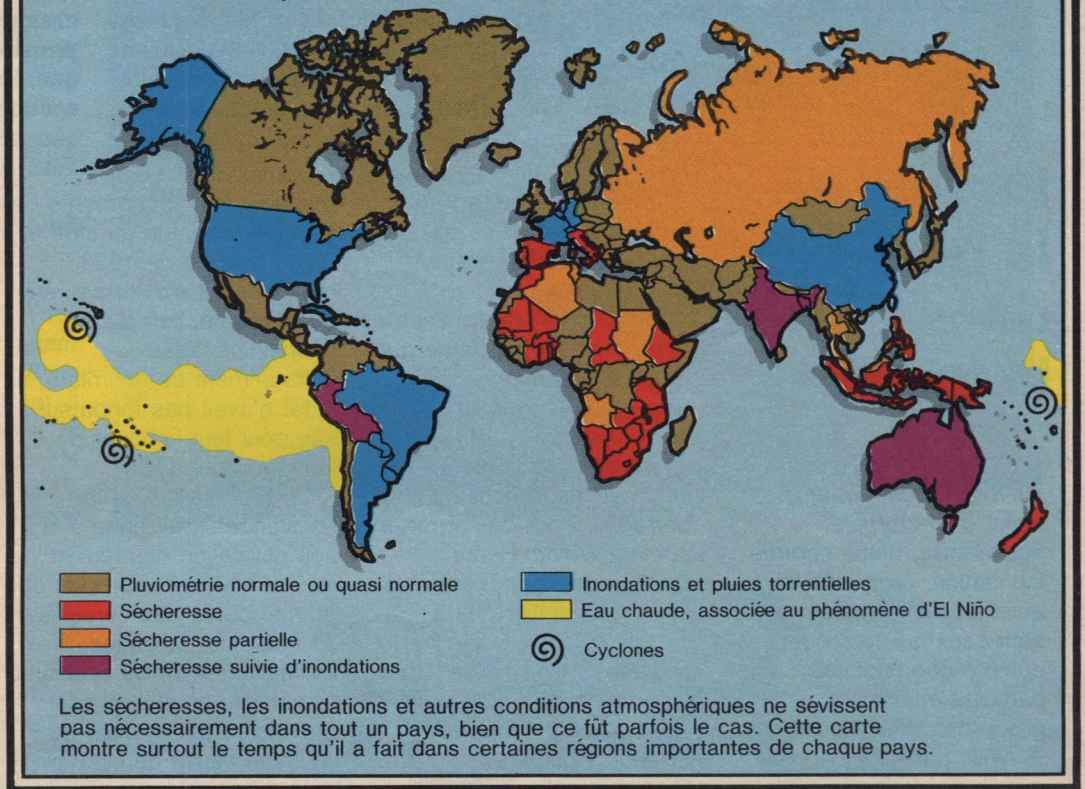 Pluviométrie normale ou quasi normale
Sécheresse
Sécheresse partielle
Sécheresse suivie d'inondations
Inondations et pluies torrentielles
Eau chaude, associée au phénomène d'El Niño
Cyclones
Les sécheresses, les inondations et autres conditions atmosphériques ne sévissent
pas nécessairement dans tout un pays, bien que ce fût parfois le cas. Cette carte
montre surtout le temps qu'il a fait dans certaines régions importantes de chaque pays.